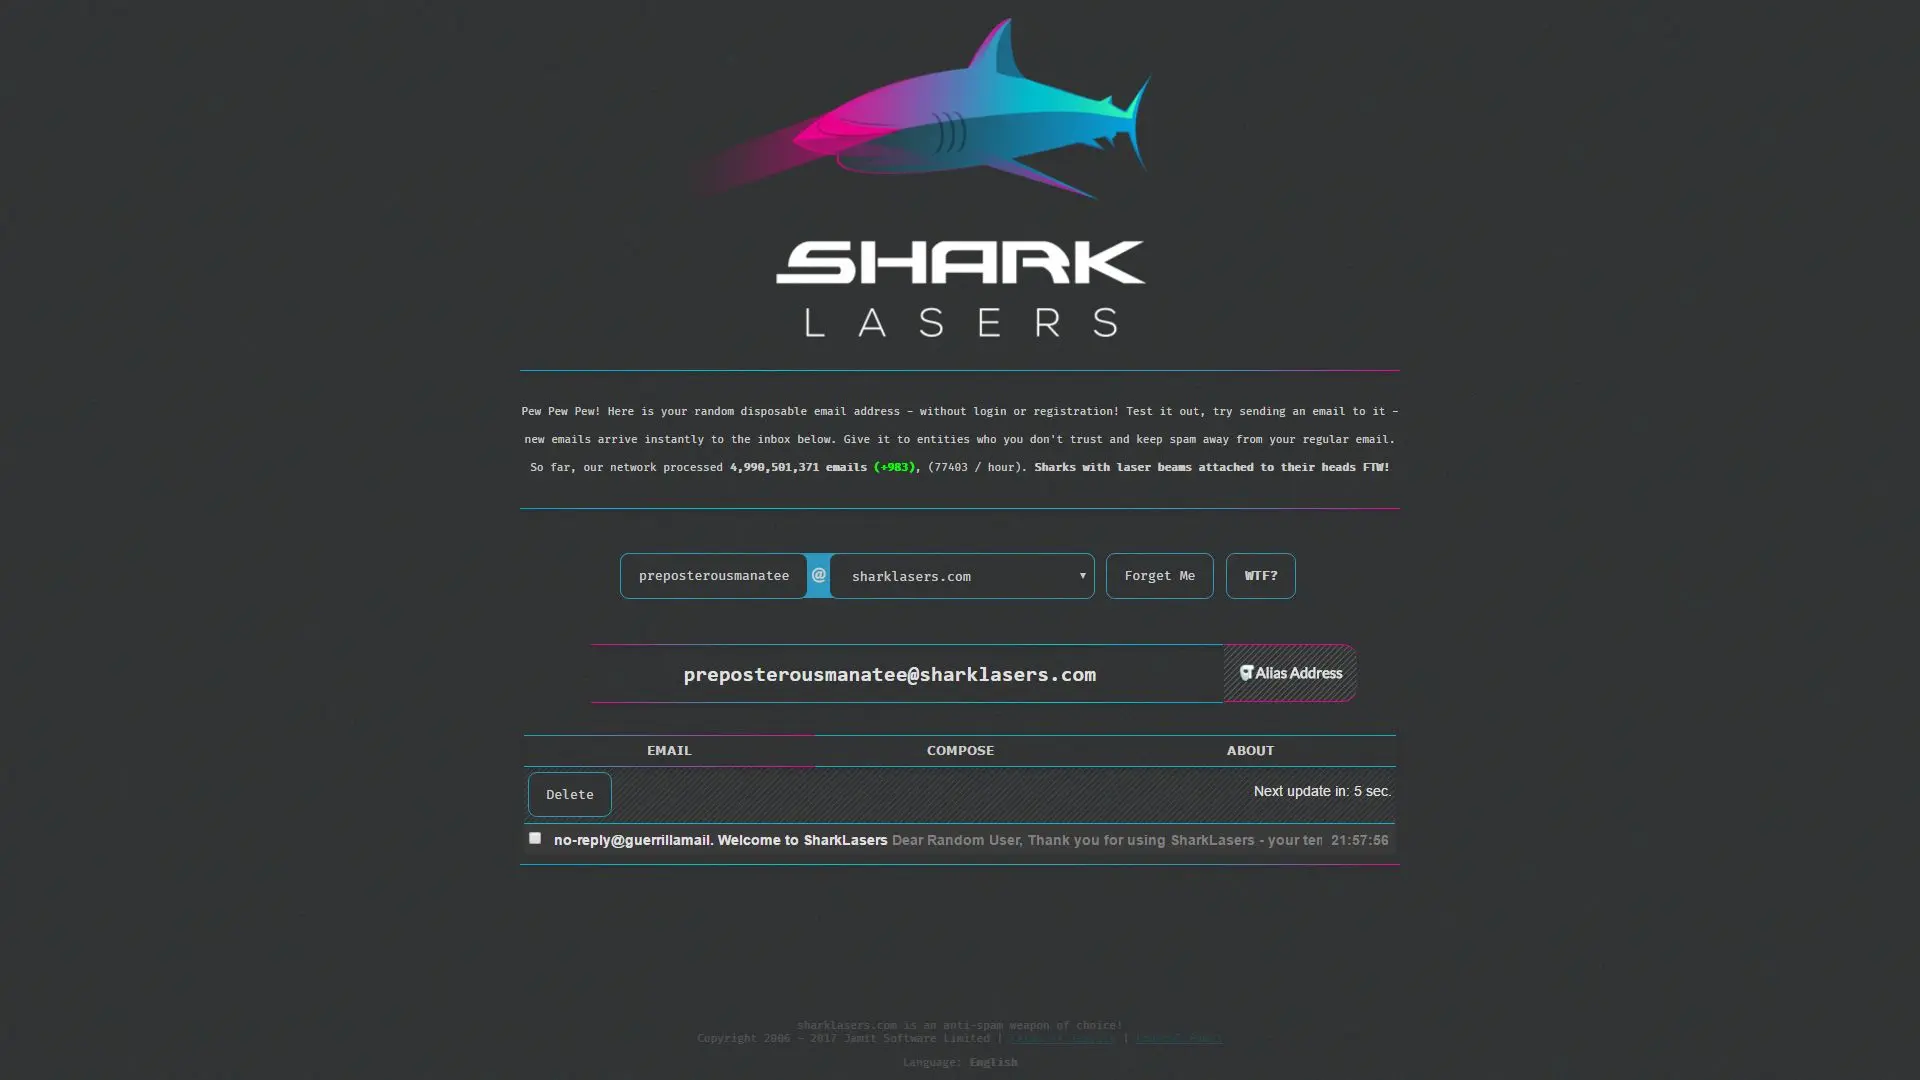 SHARK
LASERS
Pew Pew Pew! Here is your random disposable email address - without login or registration! Test it out, try sending an email to it -
new emails arrive instantly to the inbox below. Give it to entities who you don't trust and keep spam away from your regular email.
So far, our network processed 4,990,501,371 emails (+983), (77403 / hour). Sharks with laser beams attached to their heads FTW!
preposterousmanatee @ sharklasers.com ▾ Forget Me WTF?
preposterousmanatee@sharklasers.com Alias Address
EMAIL COMPOSE ABOUT
Delete Next update in: 5 sec.
no-reply@guerrillamail. Welcome to SharkLasers Dear Random User, Thank you for using SharkLasers - your ten 21:57:56
sharklasers.com is an anti-spam weapon of choice!
Copyright 2006 - 2017 Jamit Software Limited | |
Language: English